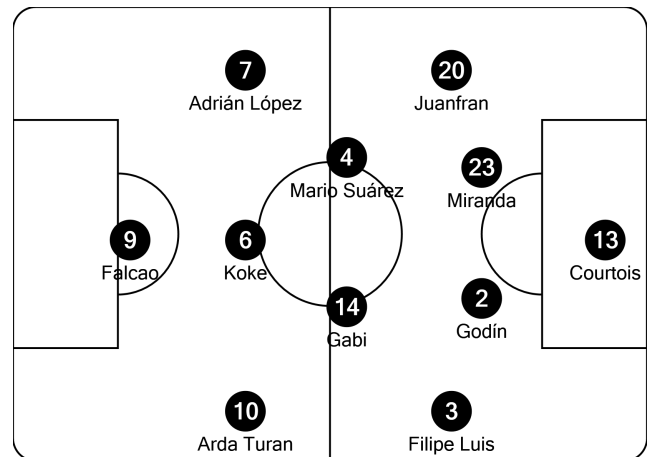 7
Adrián López
20
Juanfran
4
Mario Suárez
23
Miranda
9
Falcao
6
Koke
13
Courtois
14
Gabi
2
Godín
10
Arda Turan
3
Filipe Luis